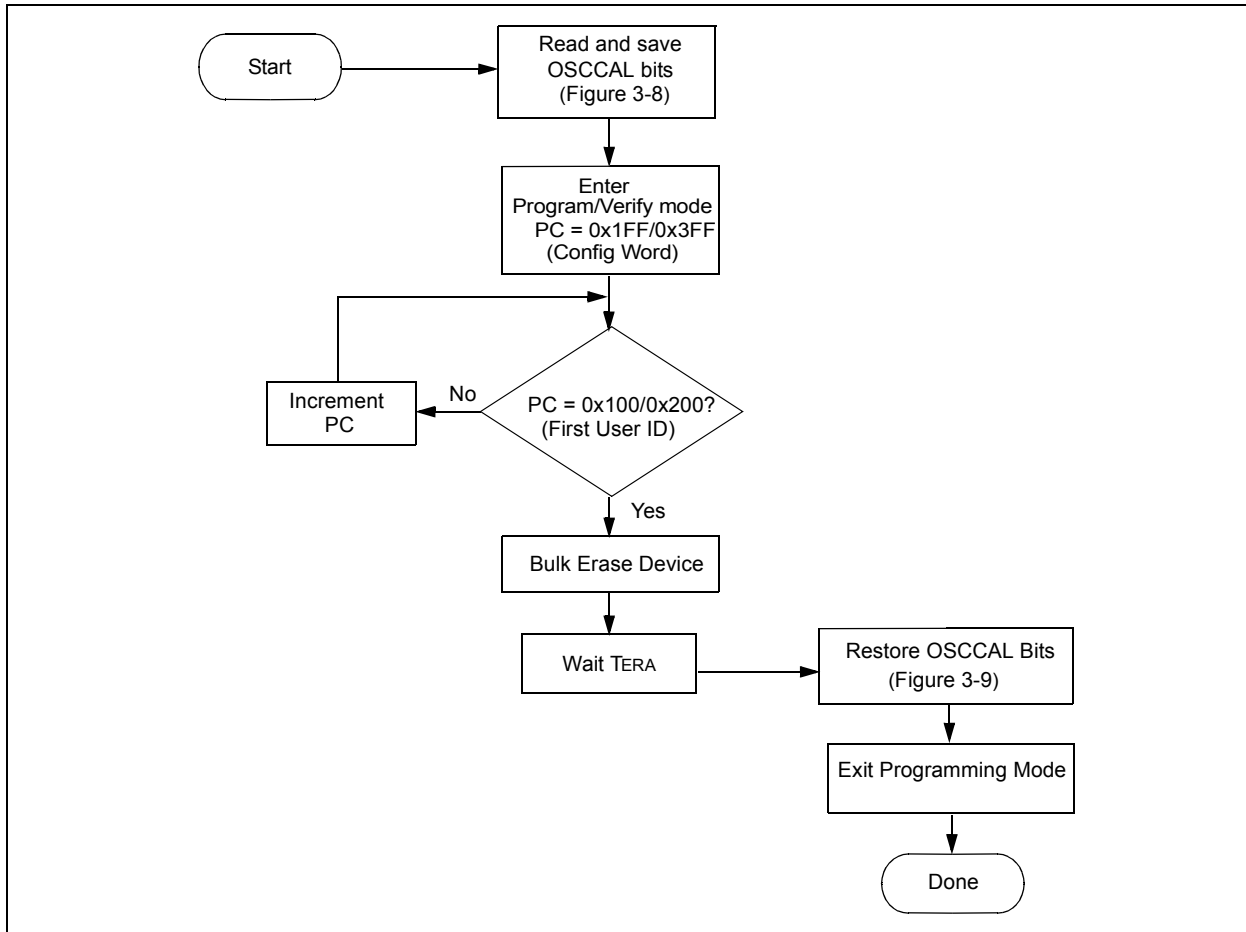 Start
Read and save
OSCCAL bits
(Figure 3-8)
Enter
Program/Verify mode
PC = 0x1FF/0x3FF
(Config Word)
Increment
PC
No
PC = 0x100/0x200?
(First User ID)
Yes
Bulk Erase Device
Wait TERA
Restore OSCCAL Bits
(Figure 3-9)
Exit Programming Mode
Done